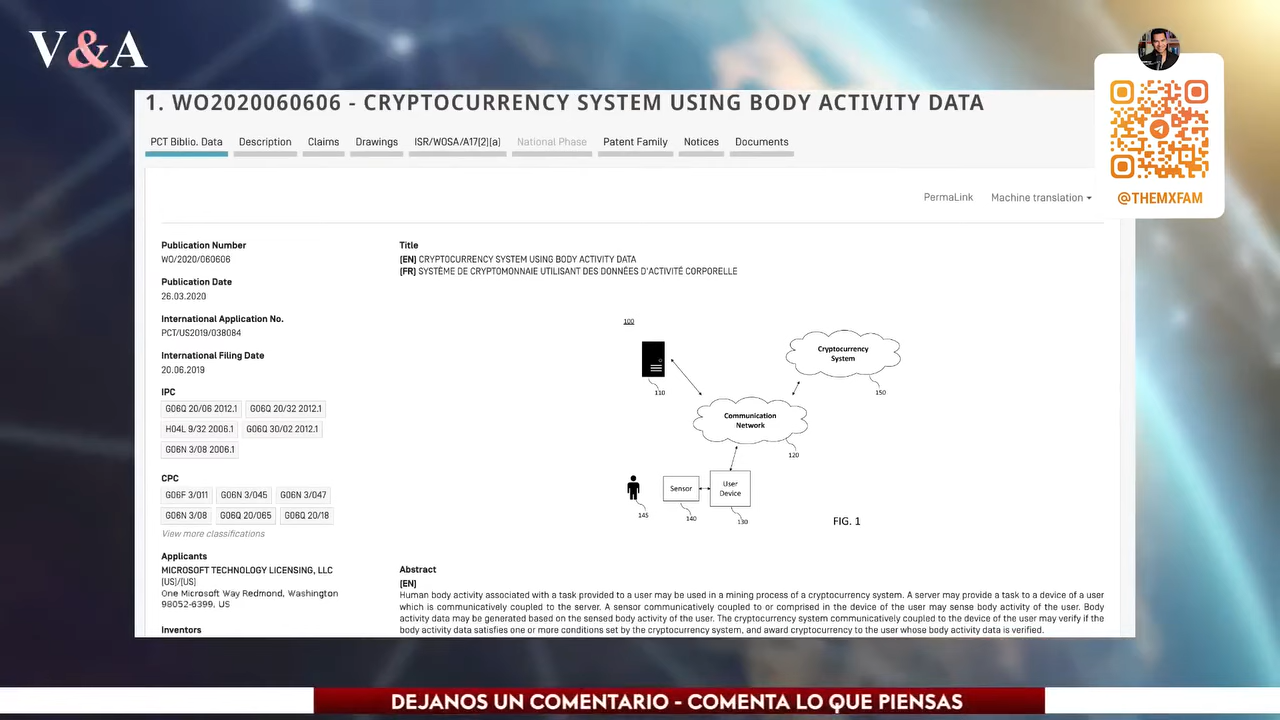 V&A
1. WO2020060606 - CRYPTOCURRENCY SYSTEM USING BODY ACTIVITY DATA
PCT Biblio. Data Description Claims Drawings ISR/WOSA/A17(2)(a) National Phase Patent Family Notices Documents
@THEMXFAM
PermaLink Machine translation
Publication Number
WO/2020/060606
Publication Date
26.03.2020
International Application No.
PCT/US2019/038084
International Filing Date
20.06.2019
IPC
G06Q 20/06 2012.1 G06Q 20/32 2012.1
H04L 9/32 2006.1 G06Q 30/02 2012.1
G06N 3/08 2006.1
CPC
G06F 3/011 G06N 3/045 G06N 3/047
G06N 3/08 G06Q 20/065 G06Q 20/18
View more classifications
Applicants
MICROSOFT TECHNOLOGY LICENSING, LLC
[US]/[US]
One Microsoft Way Redmond, Washington
98052-6399, US
Inventors
Title
[EN] CRYPTOCURRENCY SYSTEM USING BODY ACTIVITY DATA
[FR] SYSTÈME DE CRYPTOMONNAIE UTILISANT DES DONNÉES D'ACTIVITÉ CORPORELLE
100
110
Cryptocurrency
System
150
Communication
Network
120
145
Sensor
140
User
Device
130
FIG. 1
Abstract
[EN]
Human body activity associated with a task provided to a user may be used in a mining process of a cryptocurrency system. A server may provide a task to a device of a user
which is communicatively coupled to the server. A sensor communicatively coupled to or comprised in the device of the user may sense body activity of the user. Body
activity data may be generated based on the sensed body activity of the user. The cryptocurrency system communicatively coupled to the device of the user may verify if the
body activity data satisfies one or more conditions set by the cryptocurrency system, and award cryptocurrency to the user whose body activity data is verified.
DEJANOS UN COMENTARIO - COMENTA LO QUE PIENSAS